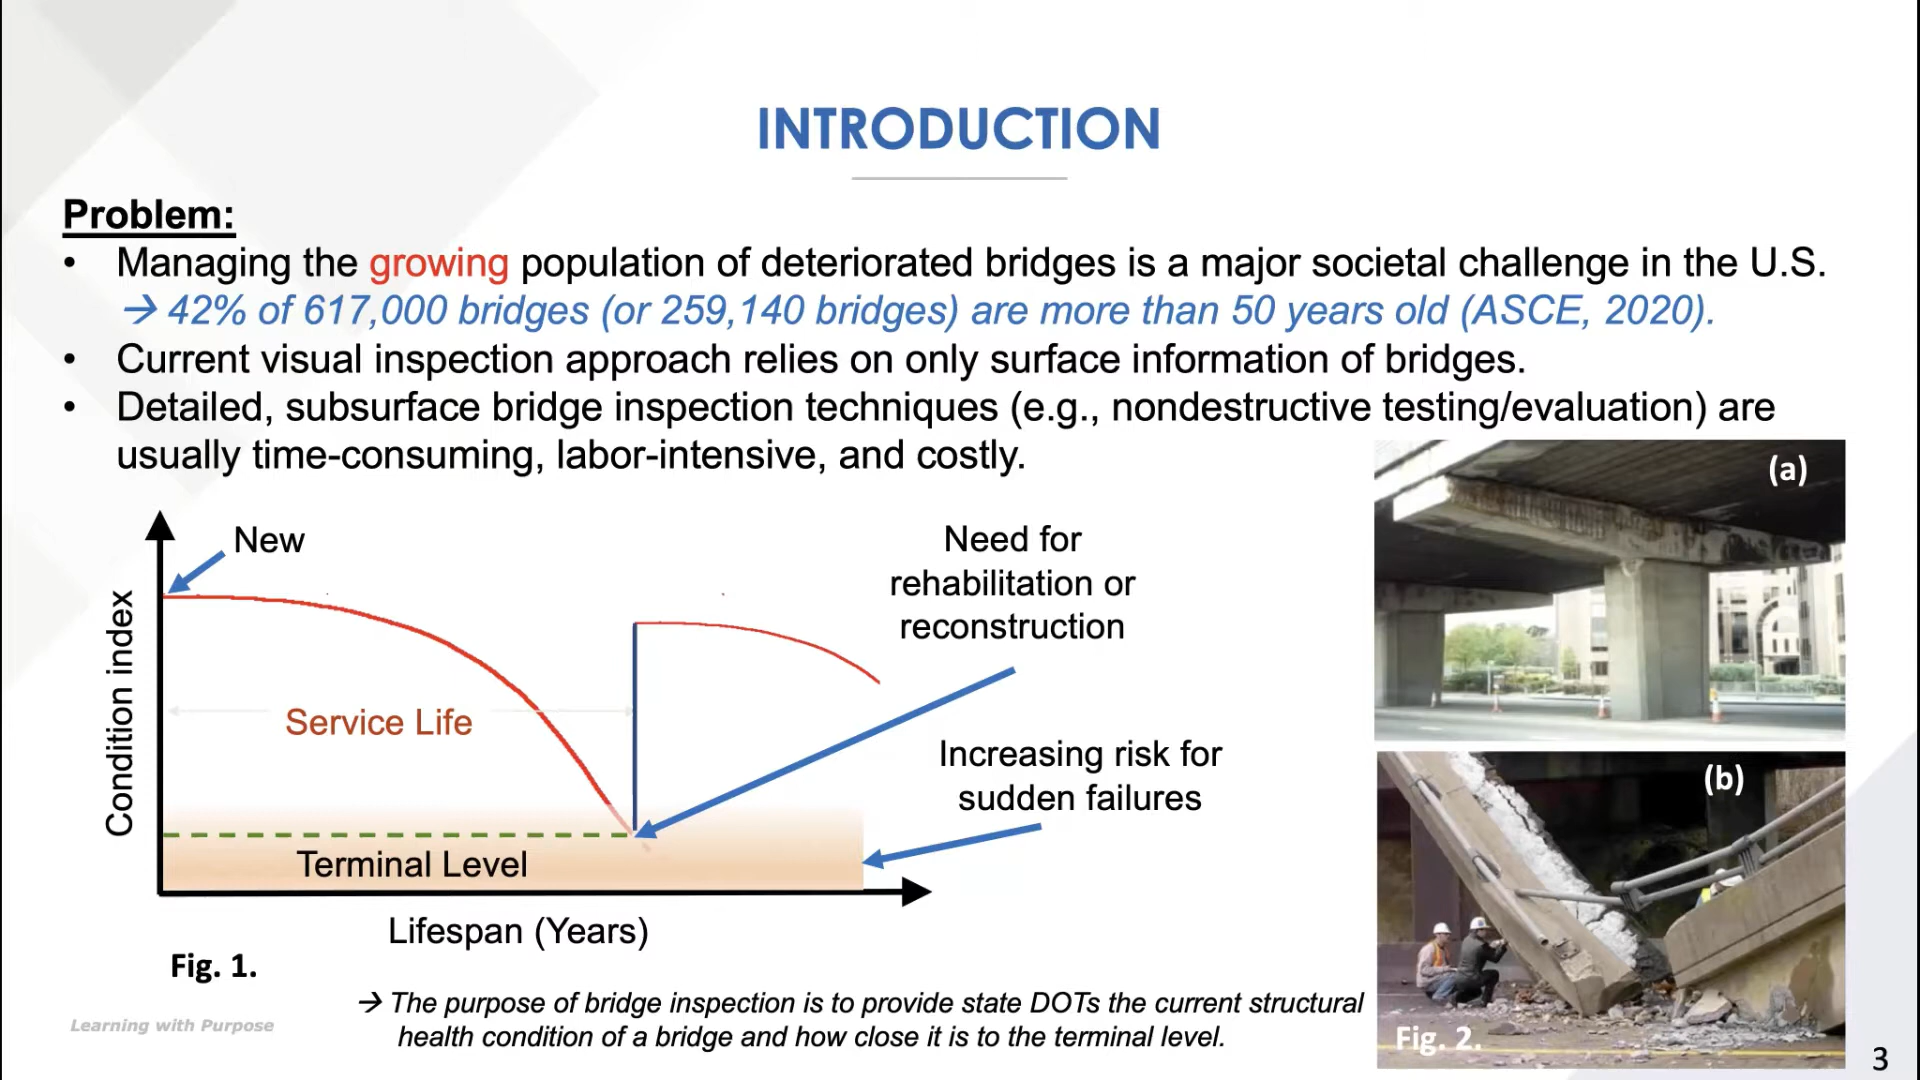 INTRODUCTION
Problem:
• Managing the growing population of deteriorated bridges is a major societal challenge in the U.S.
→ 42% of 617,000 bridges (or 259,140 bridges) are more than 50 years old (ASCE, 2020).
• Current visual inspection approach relies on only surface information of bridges.
• Detailed, subsurface bridge inspection techniques (e.g., nondestructive testing/evaluation) are
usually time-consuming, labor-intensive, and costly.
New
Need for
rehabilitation or
reconstruction
Condition index
Service Life
Increasing risk for
sudden failures
Terminal Level
Lifespan (Years)
Fig. 1.
(a)
(b)
Fig. 2.
→ The purpose of bridge inspection is to provide state DOTs the current structural
health condition of a bridge and how close it is to the terminal level.
Learning with Purpose
3